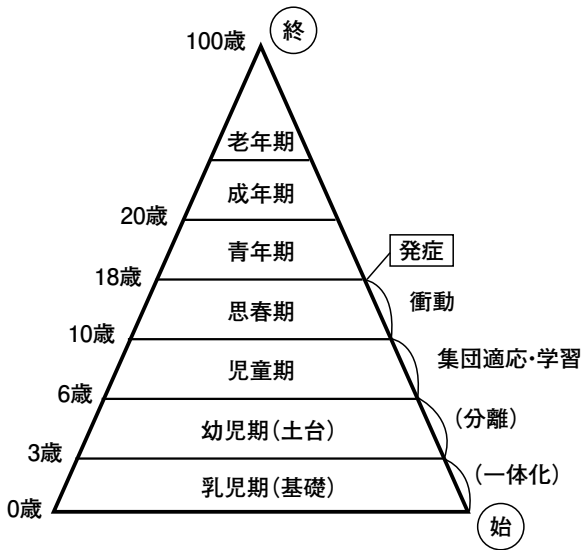 終
100歳
老年期
成年期
20歳
青年期
発症
18歳
衝動
思春期
10歳
集団適応・学習
児童期
6歳
(分離)
幼児期(土台)
3歳
(一体化)
乳児期(基礎)
0歳
始